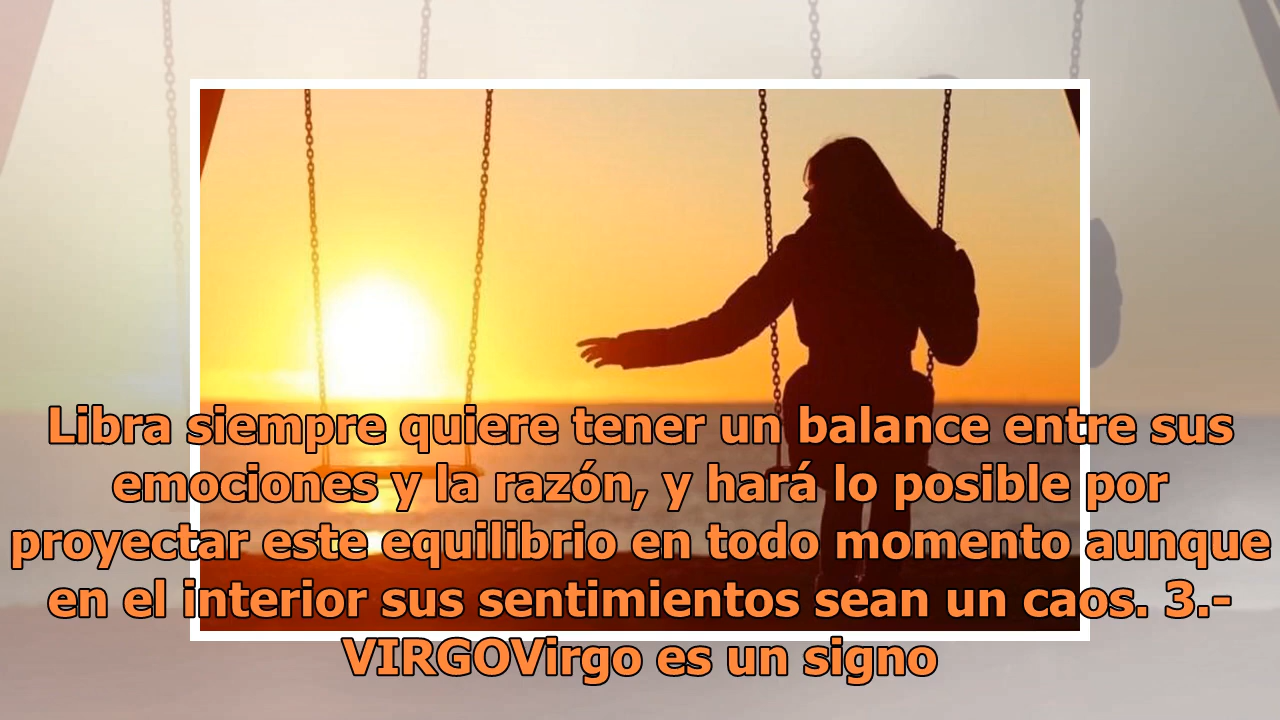 Libra siempre quiere tener un balance entre sus
emociones y la razón, y hará lo posible por
proyectar este equilibrio en todo momento aunque
en el interior sus sentimientos sean un caos. 3.-
VIRGOVirgo es un signo